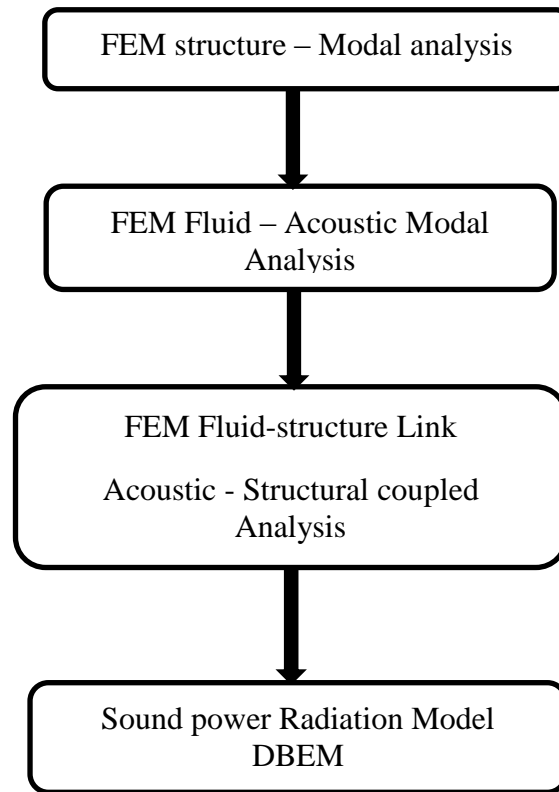 FEM structure – Modal analysis
FEM Fluid – Acoustic Modal
Analysis
FEM Fluid-structure Link
Acoustic - Structural coupled
Analysis
Sound power Radiation Model
DBEM